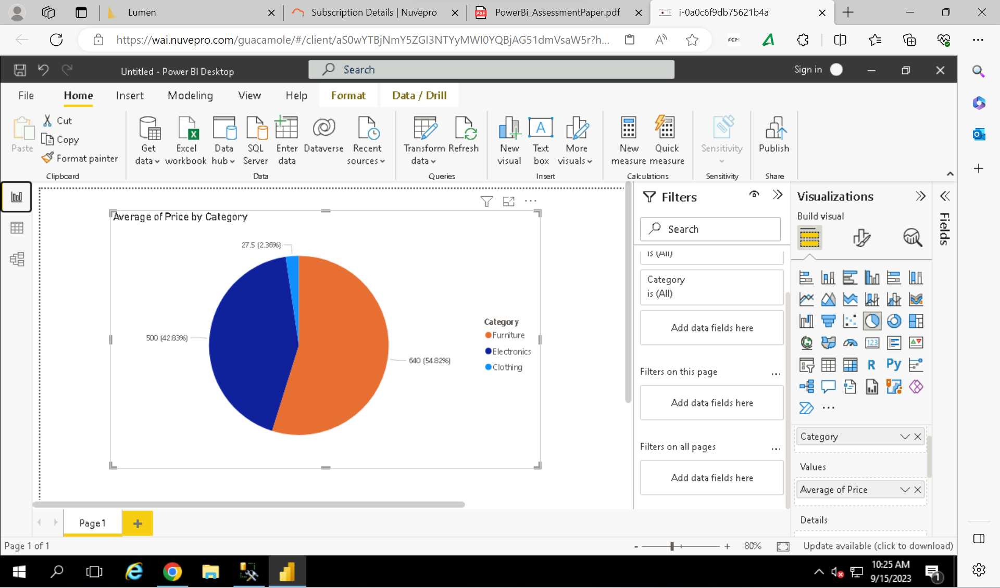 Lumen
Subscription Details | Nuvepro
PowerBi_AssessmentPaper.pdf
i-0a0c6f9db75621b4a
https://wai.nuvepro.com/guacamole/#/client/aS0wYTBjNmY5ZGI3NTYyMWI0YQBjAG51dmVsaW5r?h...
Untitled - Power BI Desktop
Search
Sign in
File
Home
Insert
Modeling
View
Help
Format
Data / Drill
Paste
Cut
Copy
Format painter
Clipboard
Get data
Excel workbook
Data hub
SQL Server
Enter data
Dataverse
Recent sources
Data
Transform data
Refresh
Queries
New visual
Text box
More visuals
Insert
New measure
Quick measure
Calculations
Sensitivity
Sensitivity
Publish
Share
Average of Price by Category
27.5 (2.36%)
500 (42.83%)
640 (54.82%)
Category
Furniture
Electronics
Clothing
Filters
Search
is (All)
Category
is (All)
Add data fields here
Filters on this page
Add data fields here
Filters on all pages
Add data fields here
Visualizations
Build visual
123
R
Py
Category
Values
Average of Price
Details
Fields
Page 1
Page 1 of 1
80%
Update available (click to download)
10:25 AM
9/15/2023
1